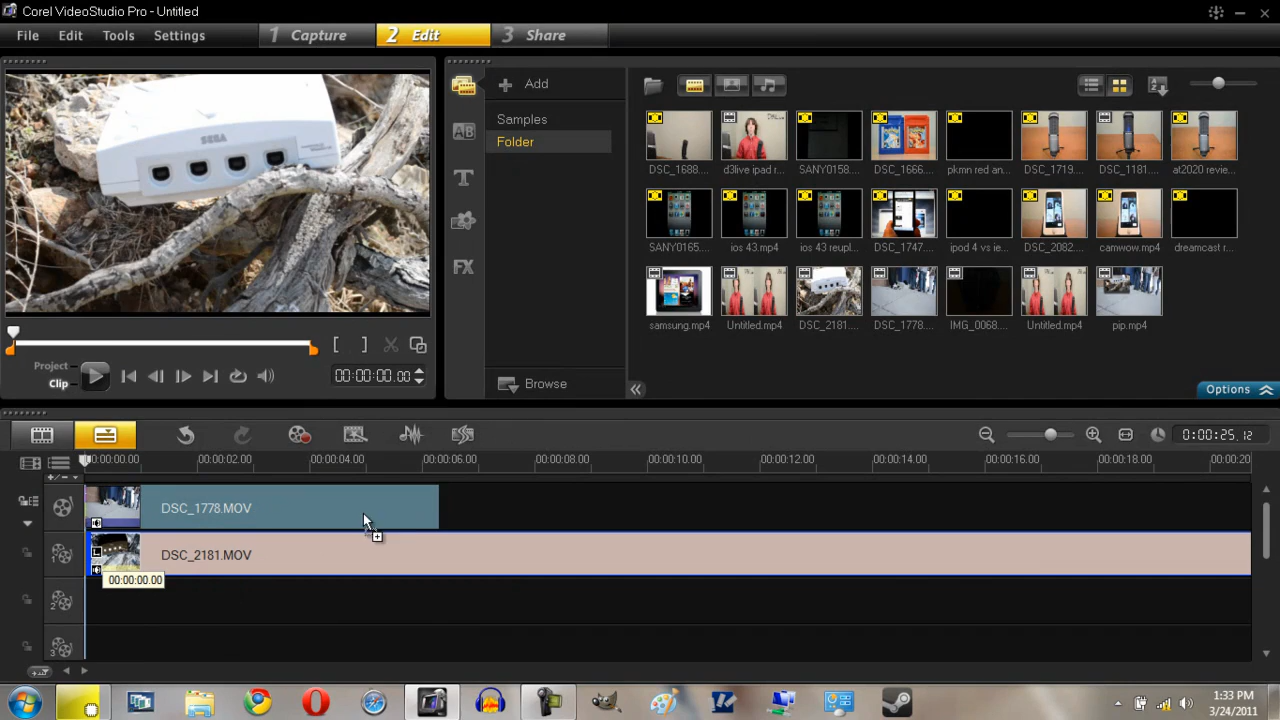 Corel VideoStudio Pro - Untitled
File Edit Tools Settings
1 Capture 2 Edit 3 Share
SEGA
Project
Clip
00:00:00.00
Add
Samples
Folder
AB
T
FX
Browse
DSC_1688.... d3live ipad r... SANY0158.... DSC_1666.... pkmn red an... DSC_1719.... DSC_1181.... at2020 revie...
SANY0165.... ios 43.mp4 ios 43 reupl... DSC_1747.... ipod 4 vs ie... DSC_2082.... camwow.mp4 dreamcast r...
samsung.mp4 Untitled.mp4 DSC_2181.... DSC_1778.... IMG_0068.... Untitled.mp4 pip.mp4
Options
0:00:25.12
00:00:00.00 00:00:02.00 00:00:04.00 00:00:06.00 00:00:08.00 00:00:10.00 00:00:12.00 00:00:14.00 00:00:16.00 00:00:18.00 00:00:20
DSC_1778.MOV
1 DSC_2181.MOV
00:00:00.00
2
3
1:33 PM
3/24/2011